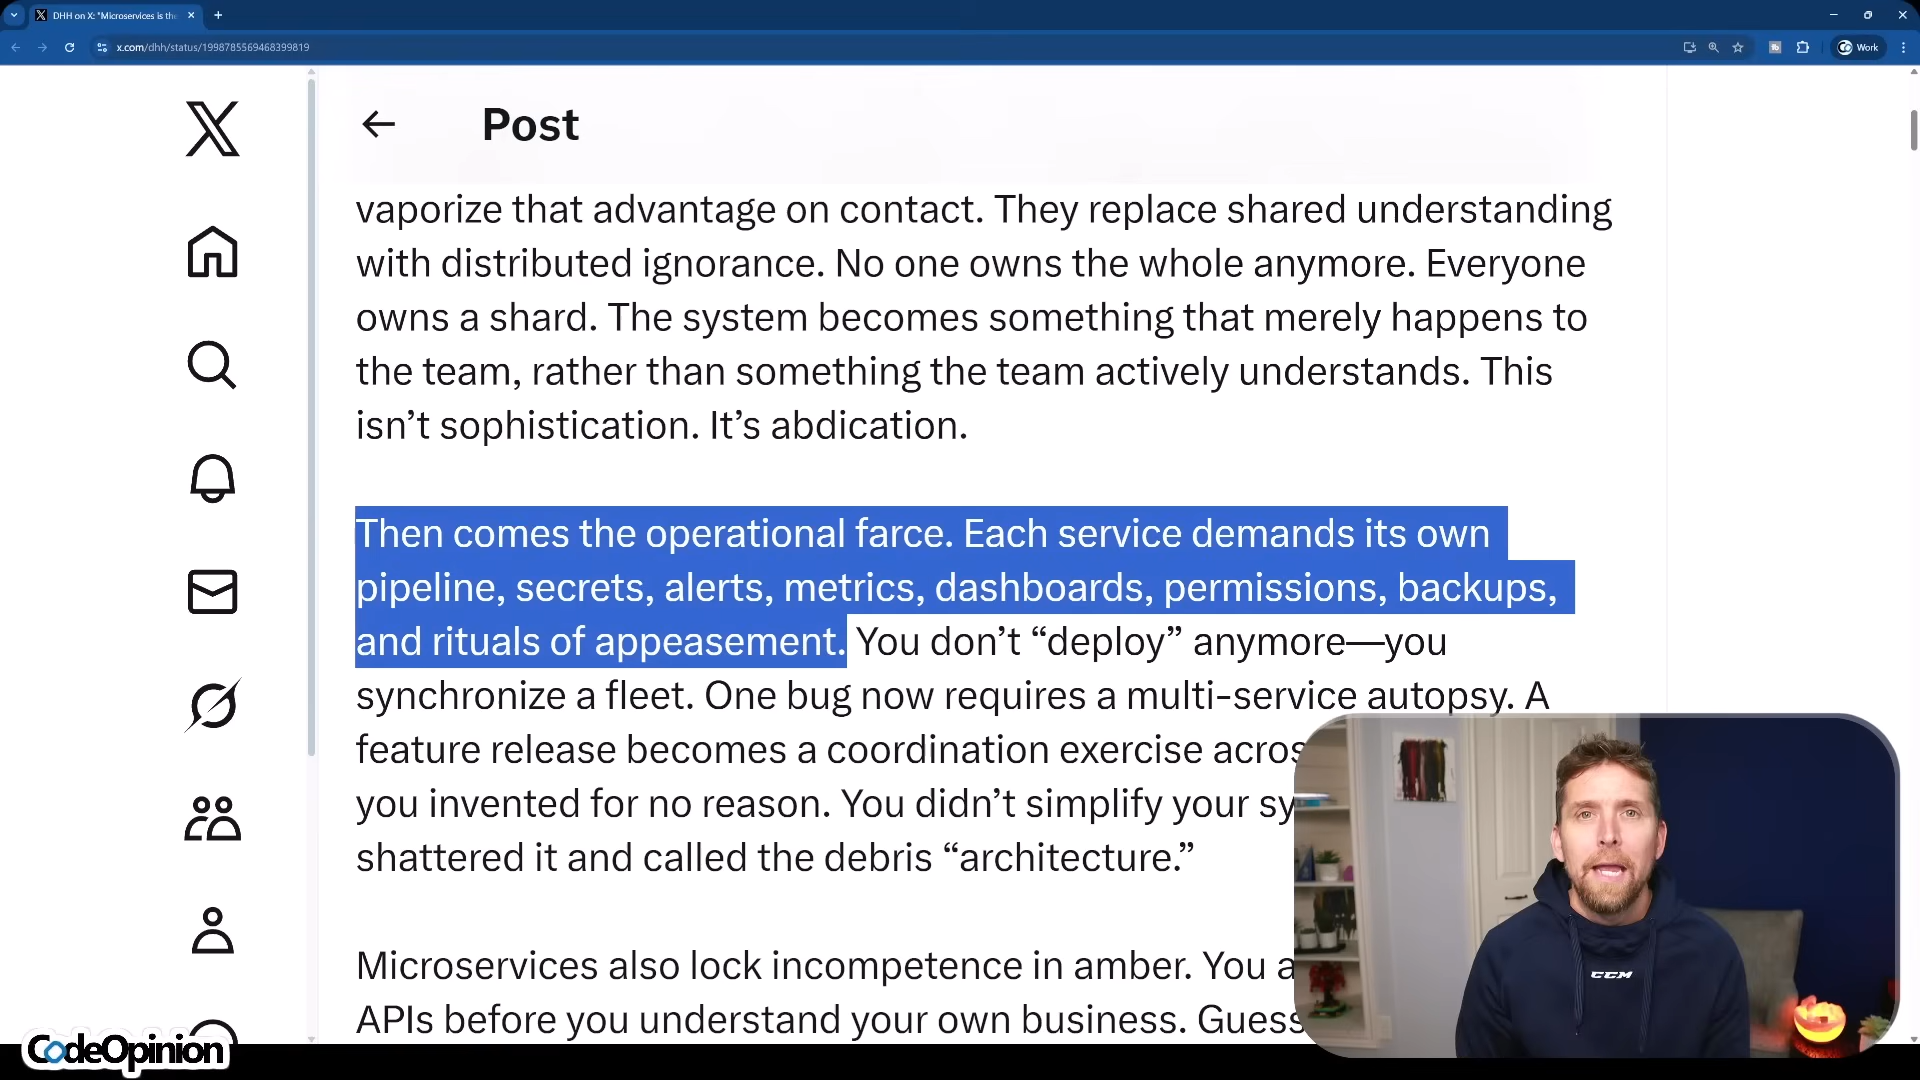 DHH on X: "Microservices is the
x.com/dhh/status/1998785569468399819
Work
Post
vaporize that advantage on contact. They replace shared understanding
with distributed ignorance. No one owns the whole anymore. Everyone
owns a shard. The system becomes something that merely happens to
the team, rather than something the team actively understands. This
isn’t sophistication. It’s abdication.
Then comes the operational farce. Each service demands its own
pipeline, secrets, alerts, metrics, dashboards, permissions, backups,
and rituals of appeasement. You don’t “deploy” anymore—you
synchronize a fleet. One bug now requires a multi-service autopsy. A
feature release becomes a coordination exercise acros
you invented for no reason. You didn’t simplify your sy
shattered it and called the debris “architecture.”
Microservices also lock incompetence in amber. You a
APIs before you understand your own business. Guess
CCM
CodeOpinion